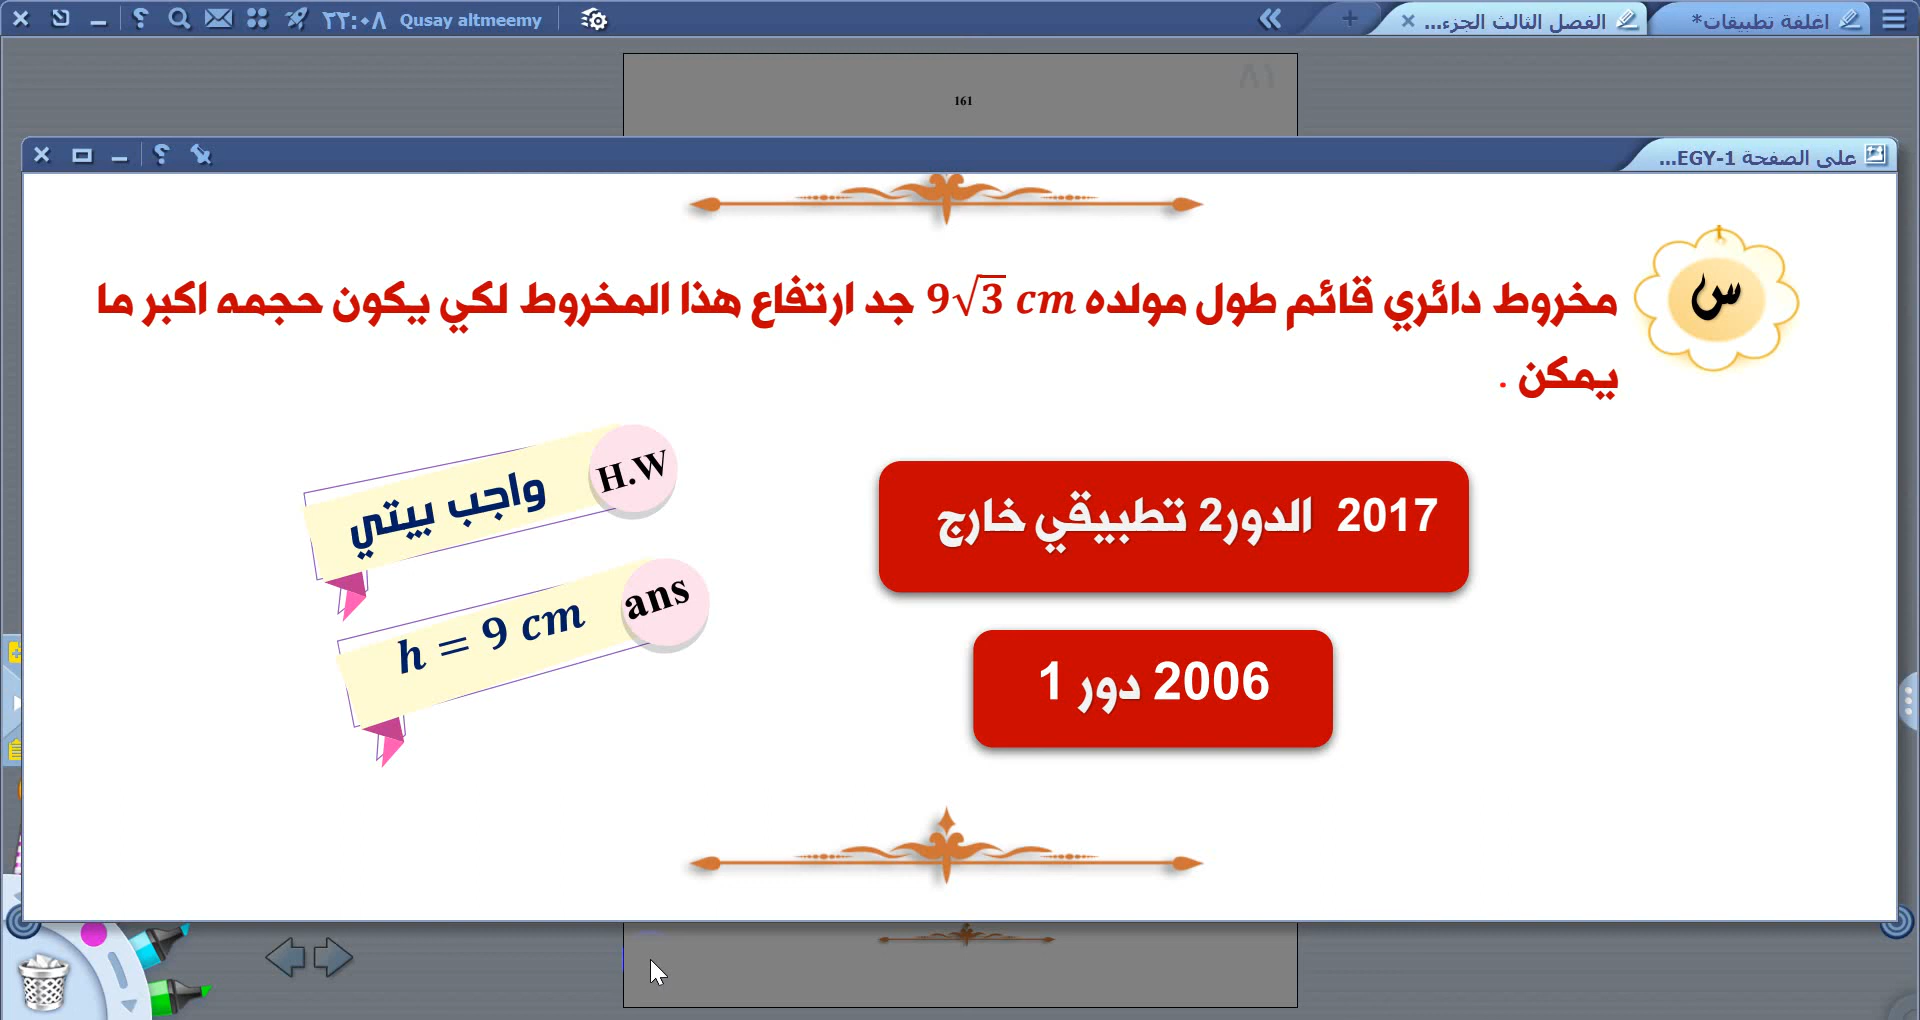 اغلفة تطبيقات*
الفصل الثالث الجزء...
Qusay altmeemy
٢٢:٠٨
٨١
161
على الصفحة EGY-1...
س
مخروط دائري قائم طول مولده 9√3 cm جد ارتفاع هذا المخروط لكي يكون حجمه اكبر ما
يمكن .
H.W
واجب بيتي
2017 الدور2 تطبيقي خارج
ans
h = 9 cm
2006 دور 1